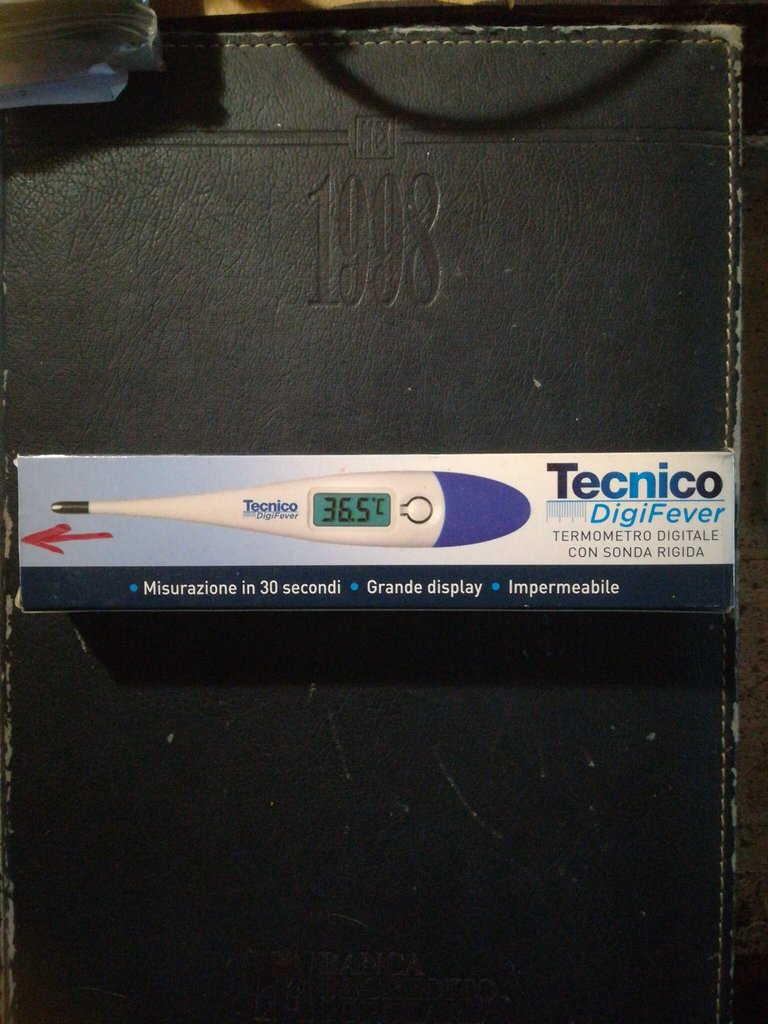 1998
Tecnico
DigiFever
36.5°C
Tecnico
DigiFever
TERMOMETRO DIGITALE
CON SONDA RIGIDA
• Misurazione in 30 secondi • Grande display • Impermeabile
BANCA